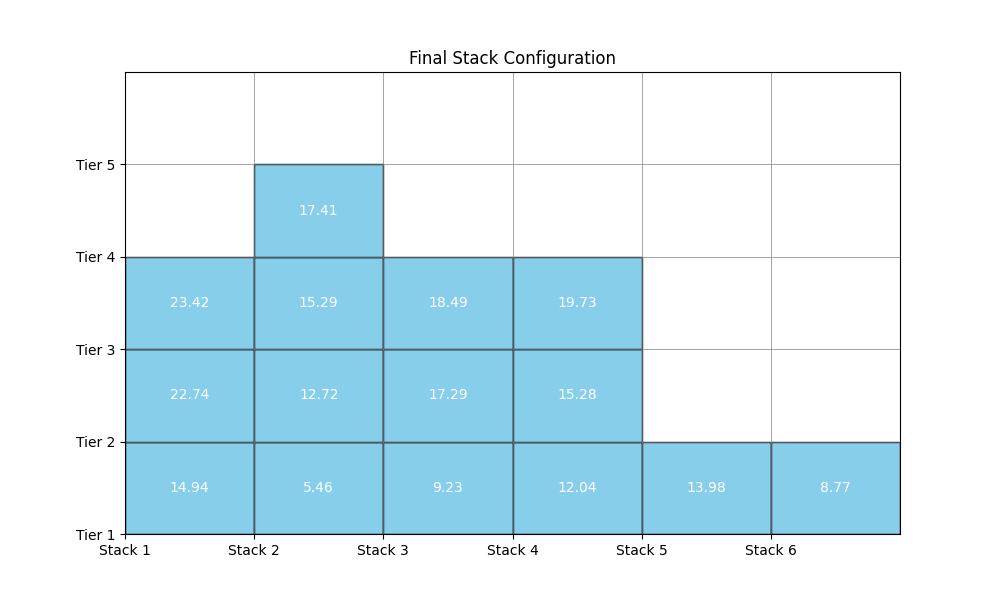 Final Stack Configuration
Tier 5
17.41
Tier 4
23.42 15.29 18.49 19.73
Tier 3
22.74 12.72 17.29 15.28
Tier 2
14.94 5.46 9.23 12.04 13.98 8.77
Tier 1
Stack 1 Stack 2 Stack 3 Stack 4 Stack 5 Stack 6